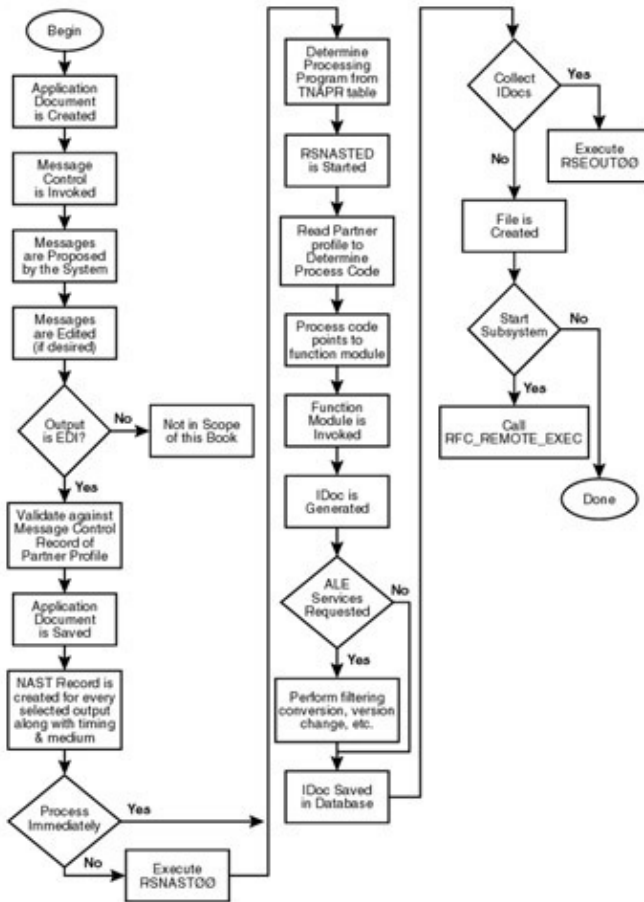 Begin
Application
Document
is Created
Message
Control
is Invoked
Messages
are Proposed
by the System
Messages
are Edited
(if desired)
Output
is EDI?
No
Not in Scope
of this Book
Yes
Validate against
Message Control
Record of
Partner Profile
Application
Document
is Saved
NAST Record is
created for every
selected output
along with timing
& medium
Process
Immediately
Yes
No
Execute
RSNASTØØ
Determine
Processing
Program from
TNAPR table
RSNASTED
is Started
Read Partner
profile to
Determine
Process Code
Process code
points to
function module
Function
Module is
Invoked
IDoc is
Generated
ALE
Services
Requested
No
Yes
Perform filtering
conversion, version
change, etc.
IDoc Saved
in Database
Collect
IDocs
Yes
Execute
RSEOUTØØ
No
File is
Created
Start
Subsystem
No
Yes
Call
RFC_REMOTE_EXEC
Done